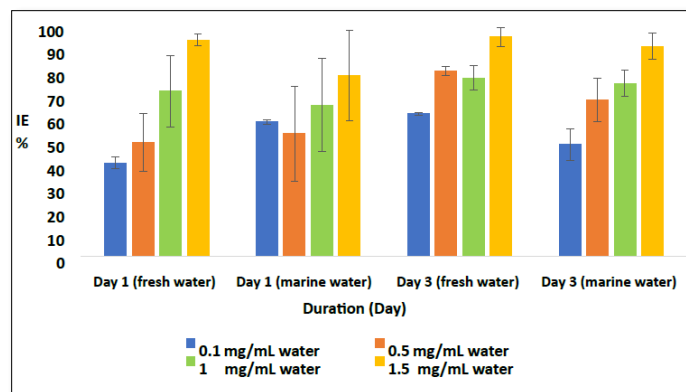 100
90
80
70
60
50
40
30
20
10
0
IE
%
Day 1 (fresh water) Day 1 (marine water) Day 3 (fresh water) Day 3 (marine water)
Duration (Day)
0.1 mg/mL water 0.5 mg/mL water
1 mg/mL water 1.5 mg/mL water